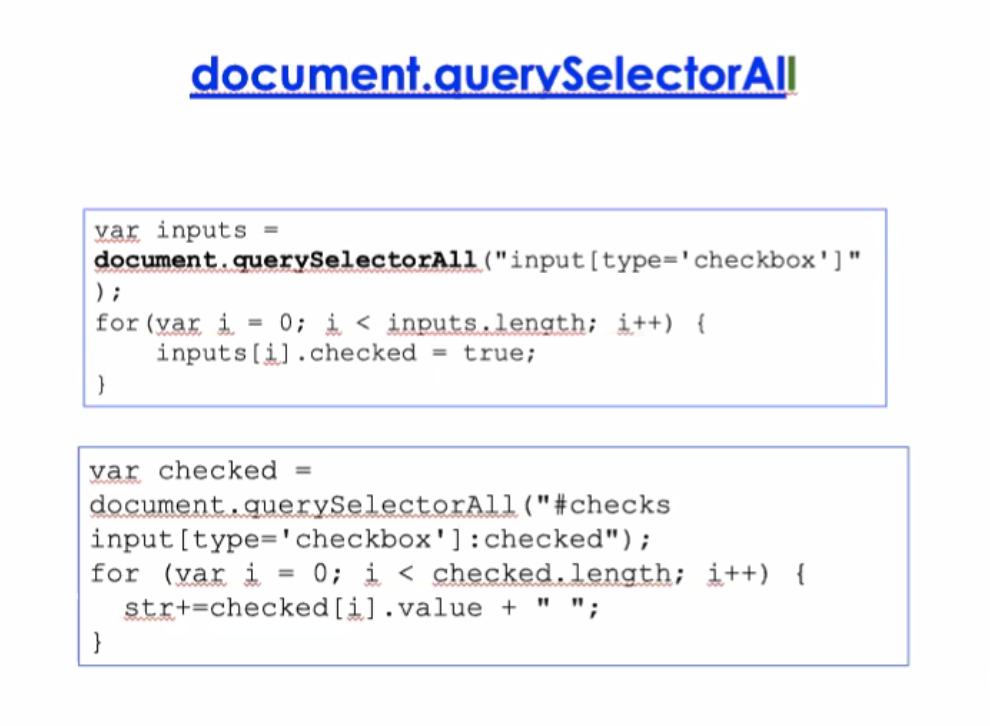 document.querySelectorAll
var inputs =
document.querySelectorAll("input[type='checkbox']"
);
for(var i = 0; i < inputs.length; i++) {
    inputs[i].checked = true;
}
var checked =
document.querySelectorAll("#checks
input[type='checkbox']:checked");
for (var i = 0; i < checked.length; i++) {
  str+=checked[i].value + " ";
}